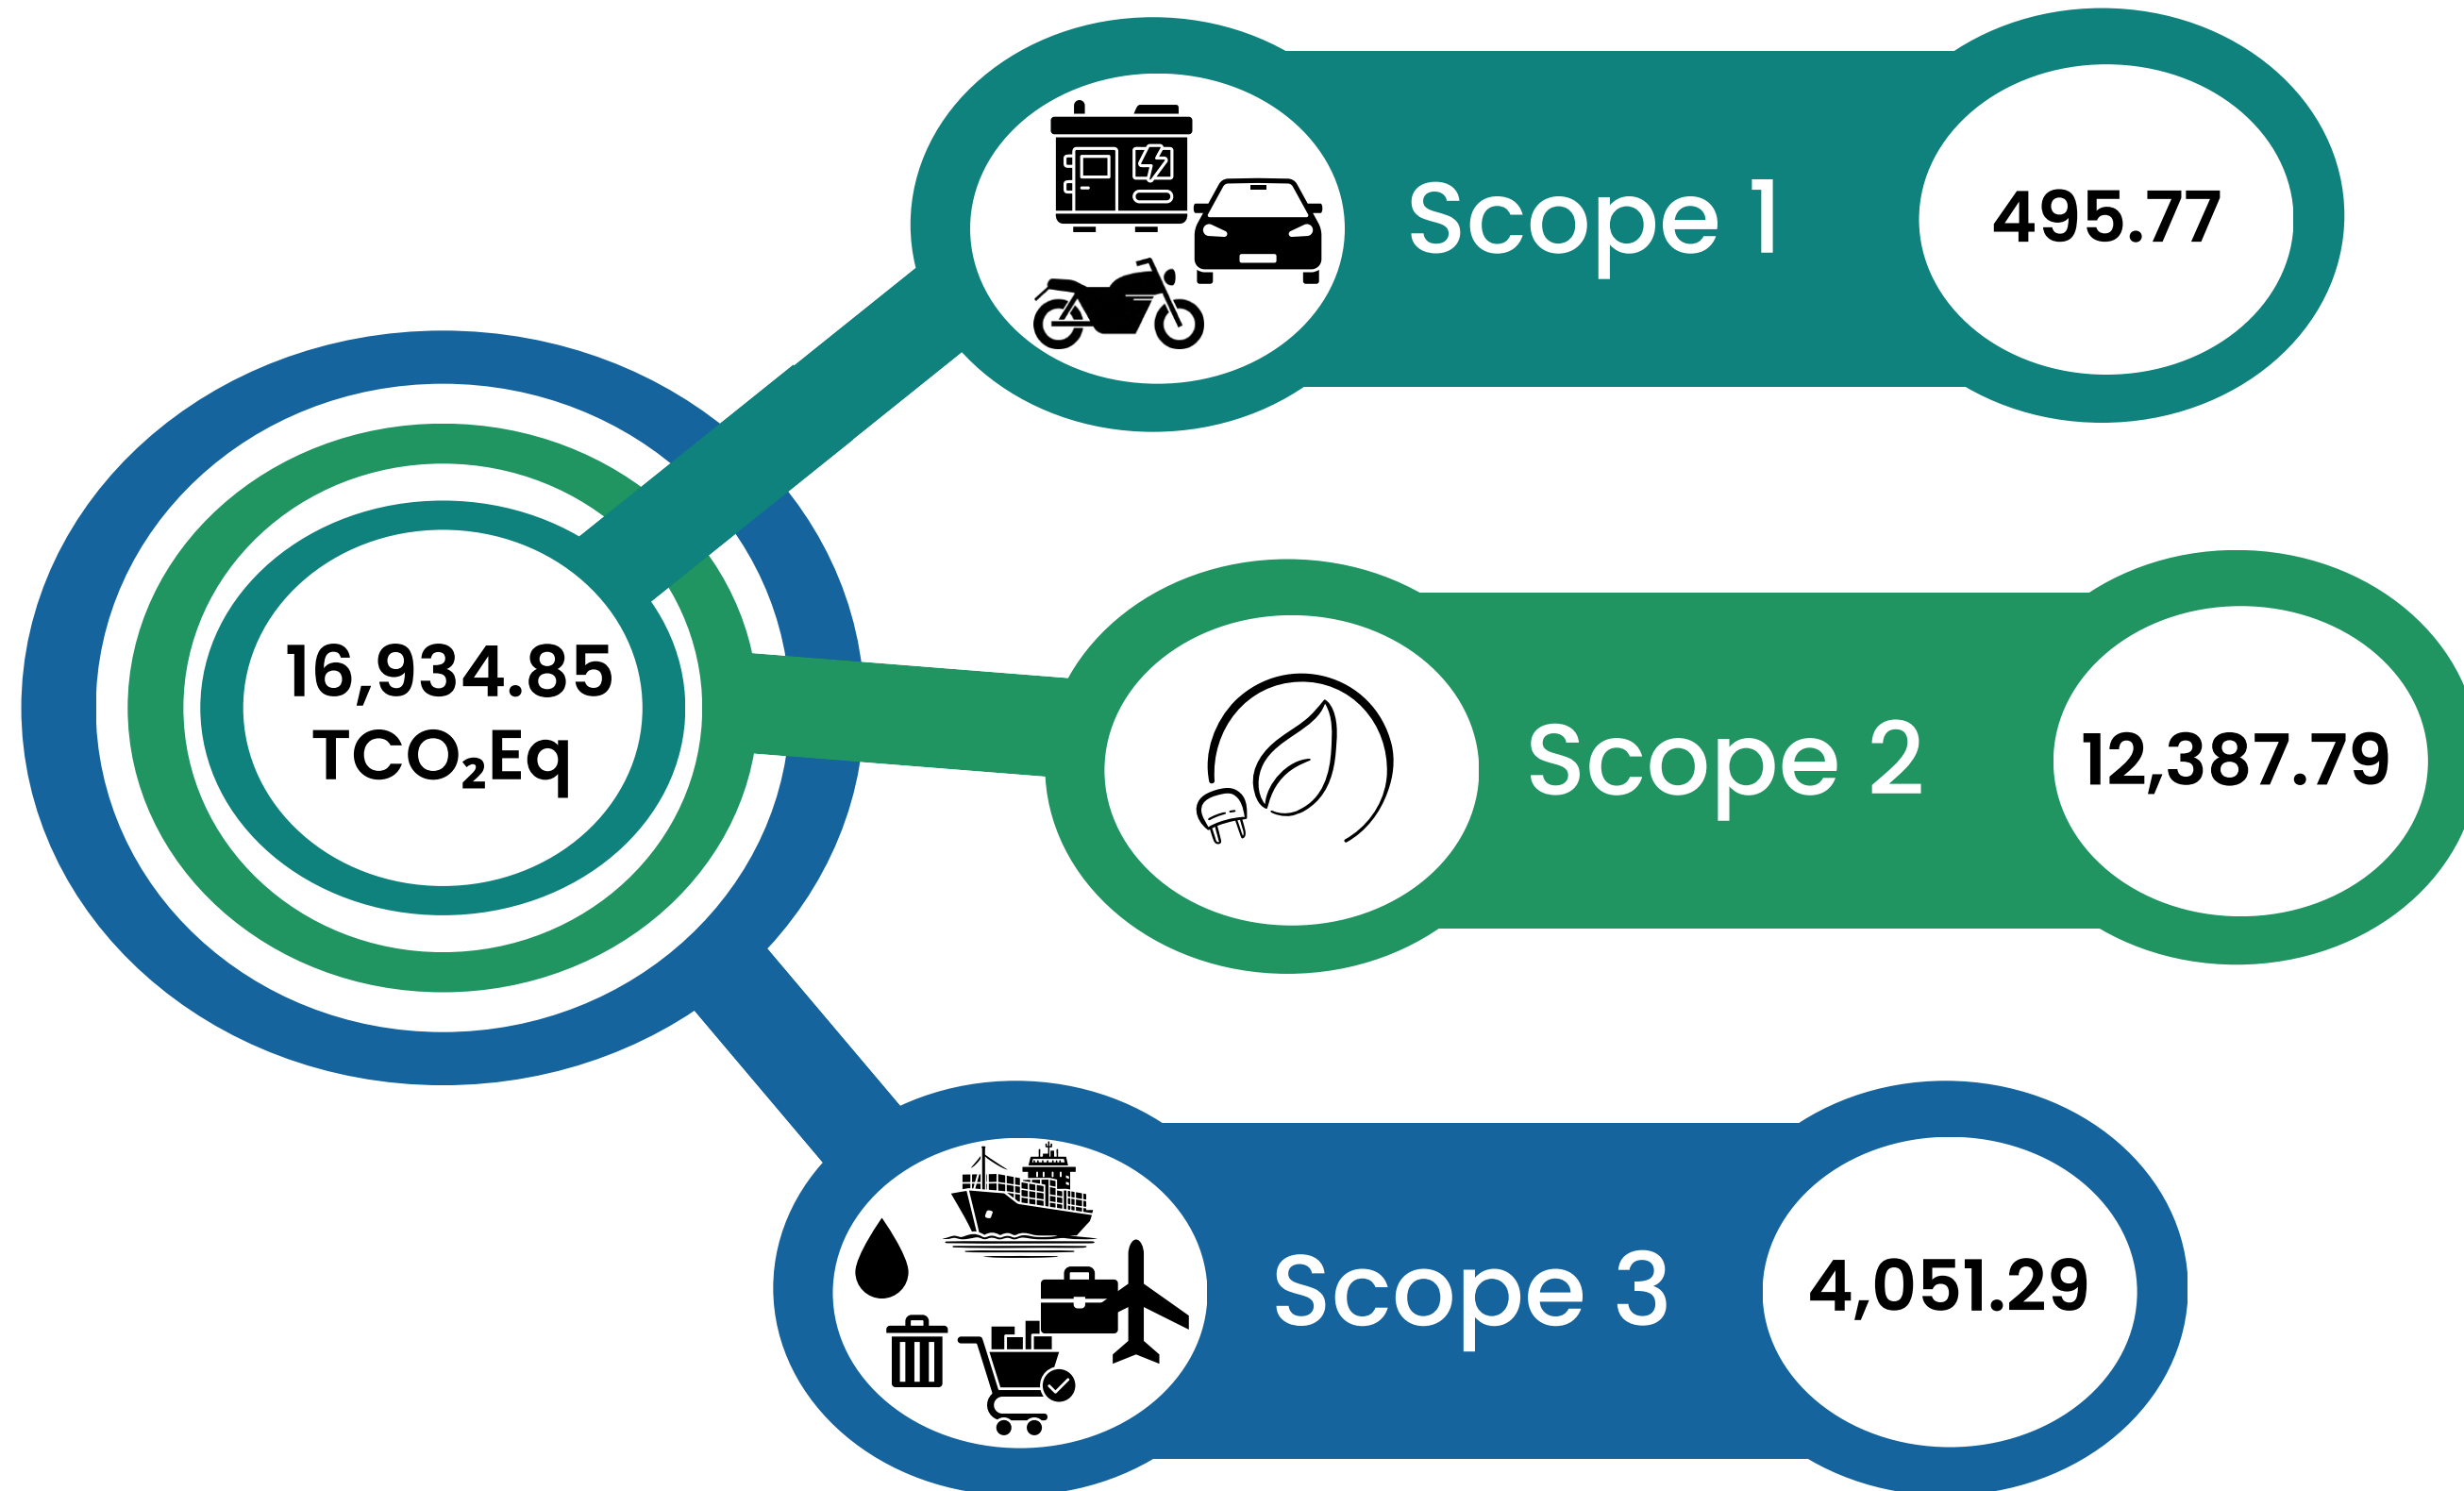 16,934.85
TCO₂Eq
Scope 1
495.77
Scope 2
12,387.79
Scope 3
4,051.29